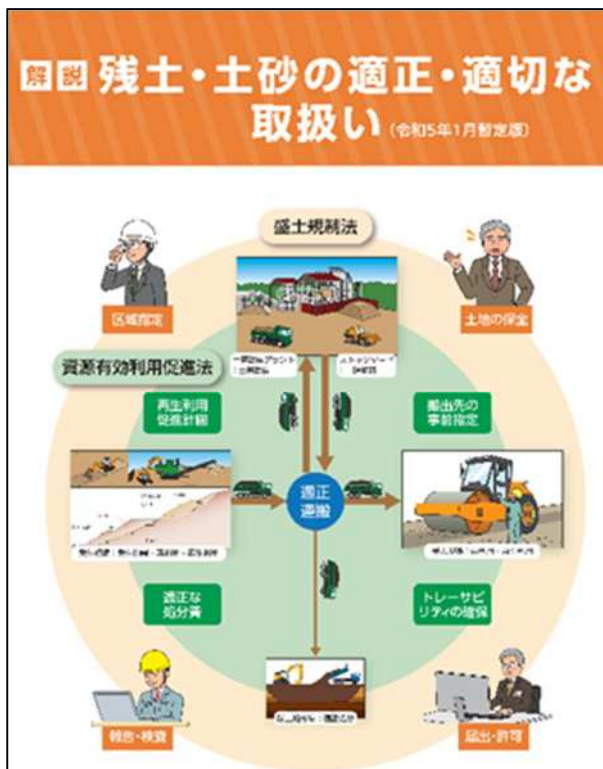 解説 残土・土砂の適正・適切な
取扱い(令和5年1月暫定版)
盛土規制法
区域指定
土地の保全
資源有効利用促進法
再生利用
促進計画
搬出先の
事前指定
適正
運搬
適正な
処分費
トレーサビ
リティの確保
報告・検査
届出・許可